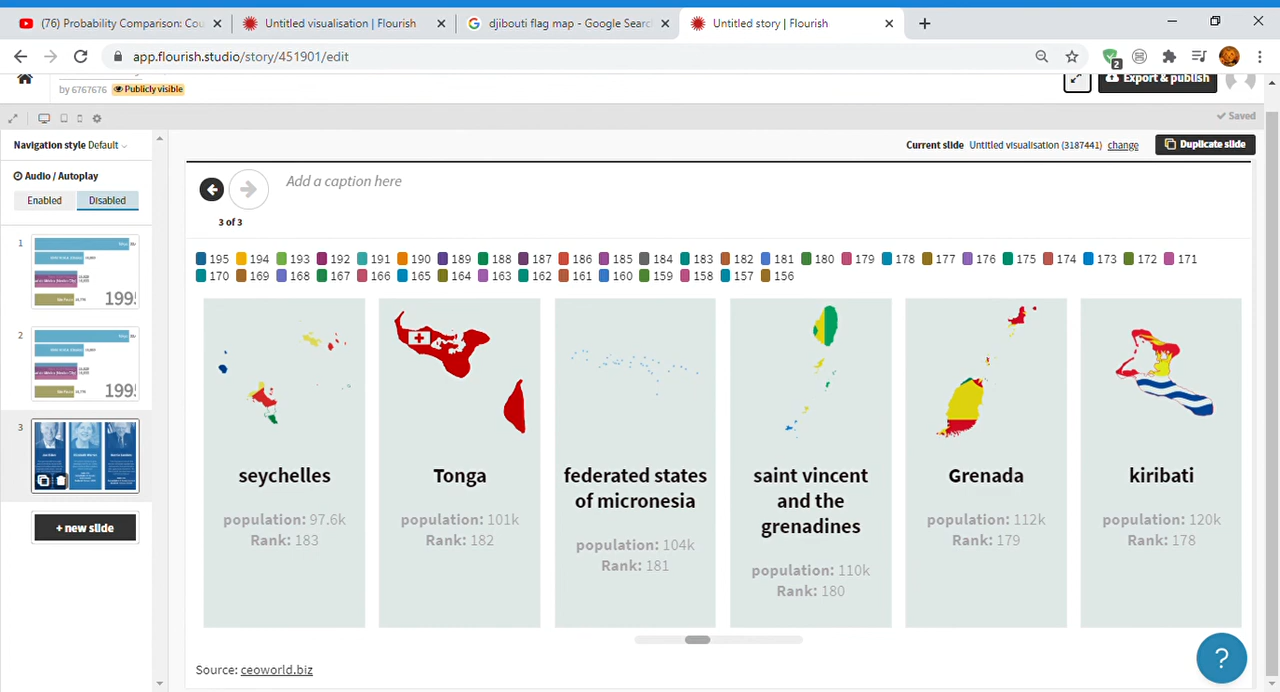 (76) Probability Comparison: Cou
Untitled visualisation | Flourish
djibouti flag map - Google Searc
Untitled story | Flourish
app.flourish.studio/story/451901/edit
2
by 6767676 Publicly visible
Export & publish
Saved
Navigation style Default
Current slide Untitled visualisation (3187441) change
Duplicate slide
Audio / Autoplay
Enabled Disabled
Add a caption here
3 of 3
195 194 193 192 191 190 189 188 187 186 185 184 183 182 181 180 179 178 177 176 175 174 173 172 171
170 169 168 167 166 165 164 163 162 161 160 159 158 157 156
1
199
2
199
3
+ new slide
seychelles
population: 97.6k
Rank: 183
Tonga
population: 101k
Rank: 182
federated states
of micronesia
population: 104k
Rank: 181
saint vincent
and the
grenadines
population: 110k
Rank: 180
Grenada
population: 112k
Rank: 179
kiribati
population: 120k
Rank: 178
Source: ceoworld.biz
?